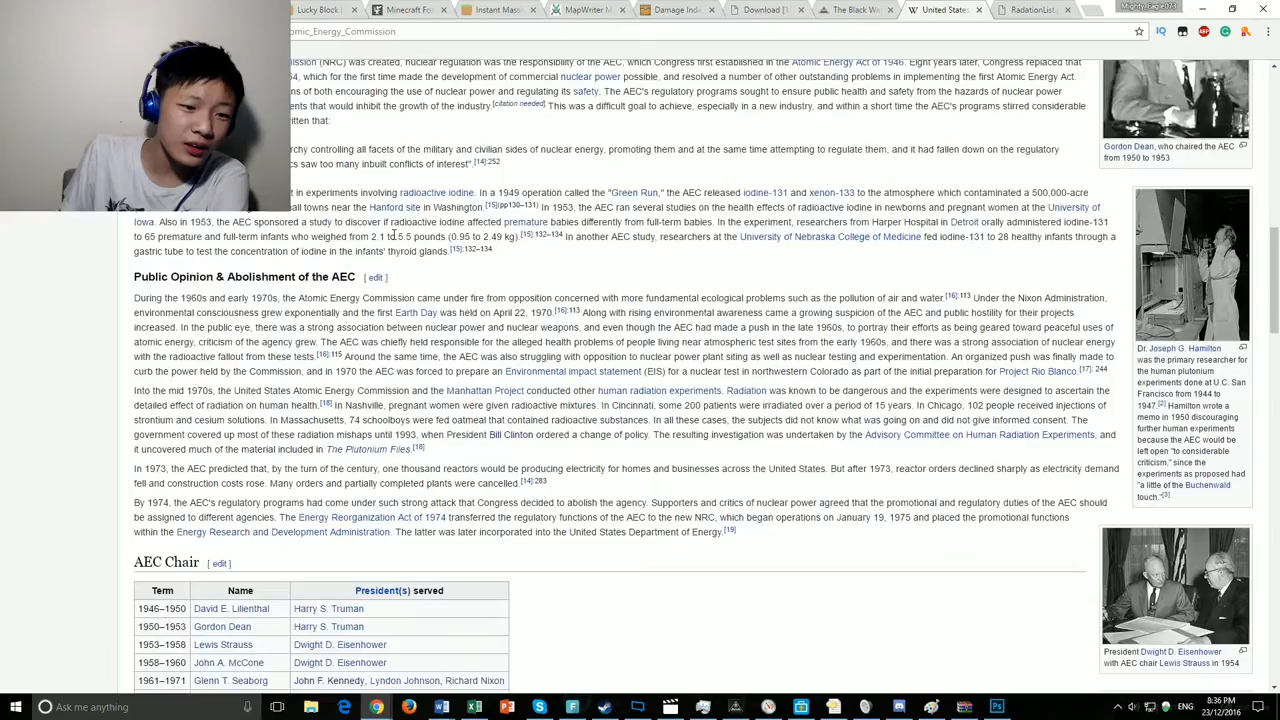 Lucky Block |
Minecraft Fo
Instant Massi
MapWriter M
Damage Indi
Download [1
The Black Wa
United States
RadiationList.
Mighty_Eagle073
omic_Energy_Commission
(NRC) was created, nuclear regulation was the responsibility of the AEC, which Congress first established in the Atomic Energy Act of 1946. Eight years later, Congress replaced that
4, which for the first time made the development of commercial nuclear power possible, and resolved a number of other outstanding problems in implementing the first Atomic Energy Act.
ons of both encouraging the use of nuclear power and regulating its safety. The AEC's regulatory programs sought to ensure public health and safety from the hazards of nuclear power
ents that would inhibit the growth of the industry.[citation needed] This was a difficult goal to achieve, especially in a new industry, and within a short time the AEC's programs stirred considerable
ritten that:
rchy controlling all facets of the military and civilian sides of nuclear energy, promoting them and at the same time attempting to regulate them, and it had fallen down on the regulatory
cs saw too many inbuilt conflicts of interest".[14]:252
t in experiments involving radioactive iodine. In a 1949 operation called the "Green Run," the AEC released iodine-131 and xenon-133 to the atmosphere which contaminated a 500,000-acre
all towns near the Hanford site in Washington.[15](pp130–131) In 1953, the AEC ran several studies on the health effects of radioactive iodine in newborns and pregnant women at the University of
Iowa. Also in 1953, the AEC sponsored a study to discover if radioactive iodine affected premature babies differently from full-term babies. In the experiment, researchers from Harper Hospital in Detroit orally administered iodine-131
to 65 premature and full-term infants who weighed from 2.1 to 5.5 pounds (0.95 to 2.49 kg).[15]:132–134 In another AEC study, researchers at the University of Nebraska College of Medicine fed iodine-131 to 28 healthy infants through a
gastric tube to test the concentration of iodine in the infants' thyroid glands.[15]:132–134
Public Opinion & Abolishment of the AEC [ edit ]
During the 1960s and early 1970s, the Atomic Energy Commission came under fire from opposition concerned with more fundamental ecological problems such as the pollution of air and water.[16]:113 Under the Nixon Administration,
environmental consciousness grew exponentially and the first Earth Day was held on April 22, 1970.[16]:113 Along with rising environmental awareness came a growing suspicion of the AEC and public hostility for their projects
increased. In the public eye, there was a strong association between nuclear power and nuclear weapons, and even though the AEC had made a push in the late 1960s, to portray their efforts as being geared toward peaceful uses of
atomic energy, criticism of the agency grew. The AEC was chiefly held responsible for the alleged health problems of people living near atmospheric test sites from the early 1960s, and there was a strong association of nuclear energy
with the radioactive fallout from these tests.[16]:115 Around the same time, the AEC was also struggling with opposition to nuclear power plant siting as well as nuclear testing and experimentation. An organized push was finally made to
curb the power held by the Commission, and in 1970 the AEC was forced to prepare an Environmental impact statement (EIS) for a nuclear test in northwestern Colorado as part of the initial preparation for Project Rio Blanco.[17]: 244
Into the mid 1970s, the United States Atomic Energy Commission and the Manhattan Project conducted other human radiation experiments. Radiation was known to be dangerous and the experiments were designed to ascertain the
detailed effect of radiation on human health.[18] In Nashville, pregnant women were given radioactive mixtures. In Cincinnati, some 200 patients were irradiated over a period of 15 years. In Chicago, 102 people received injections of
strontium and cesium solutions. In Massachusetts, 74 schoolboys were fed oatmeal that contained radioactive substances. In all these cases, the subjects did not know what was going on and did not give informed consent. The
government covered up most of these radiation mishaps until 1993, when President Bill Clinton ordered a change of policy. The resulting investigation was undertaken by the Advisory Committee on Human Radiation Experiments, and
it uncovered much of the material included in The Plutonium Files.[18]
In 1973, the AEC predicted that, by the turn of the century, one thousand reactors would be producing electricity for homes and businesses across the United States. But after 1973, reactor orders declined sharply as electricity demand
fell and construction costs rose. Many orders and partially completed plants were cancelled.[14]:283
By 1974, the AEC's regulatory programs had come under such strong attack that Congress decided to abolish the agency. Supporters and critics of nuclear power agreed that the promotional and regulatory duties of the AEC should
be assigned to different agencies. The Energy Reorganization Act of 1974 transferred the regulatory functions of the AEC to the new NRC, which began operations on January 19, 1975 and placed the promotional functions
within the Energy Research and Development Administration. The latter was later incorporated into the United States Department of Energy.[19]
AEC Chair [ edit ]
Term Name President(s) served
1946–1950 David E. Lilienthal Harry S. Truman
1950–1953 Gordon Dean Harry S. Truman
1953–1958 Lewis Strauss Dwight D. Eisenhower
1958–1960 John A. McCone Dwight D. Eisenhower
1961–1971 Glenn T. Seaborg John F. Kennedy, Lyndon Johnson, Richard Nixon
Gordon Dean, who chaired the AEC
from 1950 to 1953
Dr. Joseph G. Hamilton
was the primary researcher for
the human plutonium
experiments done at U.C. San
Francisco from 1944 to
1947.[2] Hamilton wrote a
memo in 1950 discouraging
further human experiments
because the AEC would be
left open "to considerable
criticism," since the
experiments as proposed had
"a little of the Buchenwald
touch."[3]
President Dwight D. Eisenhower
with AEC chair Lewis Strauss in 1954
Ask me anything
ENG
8:36 PM
23/12/2016